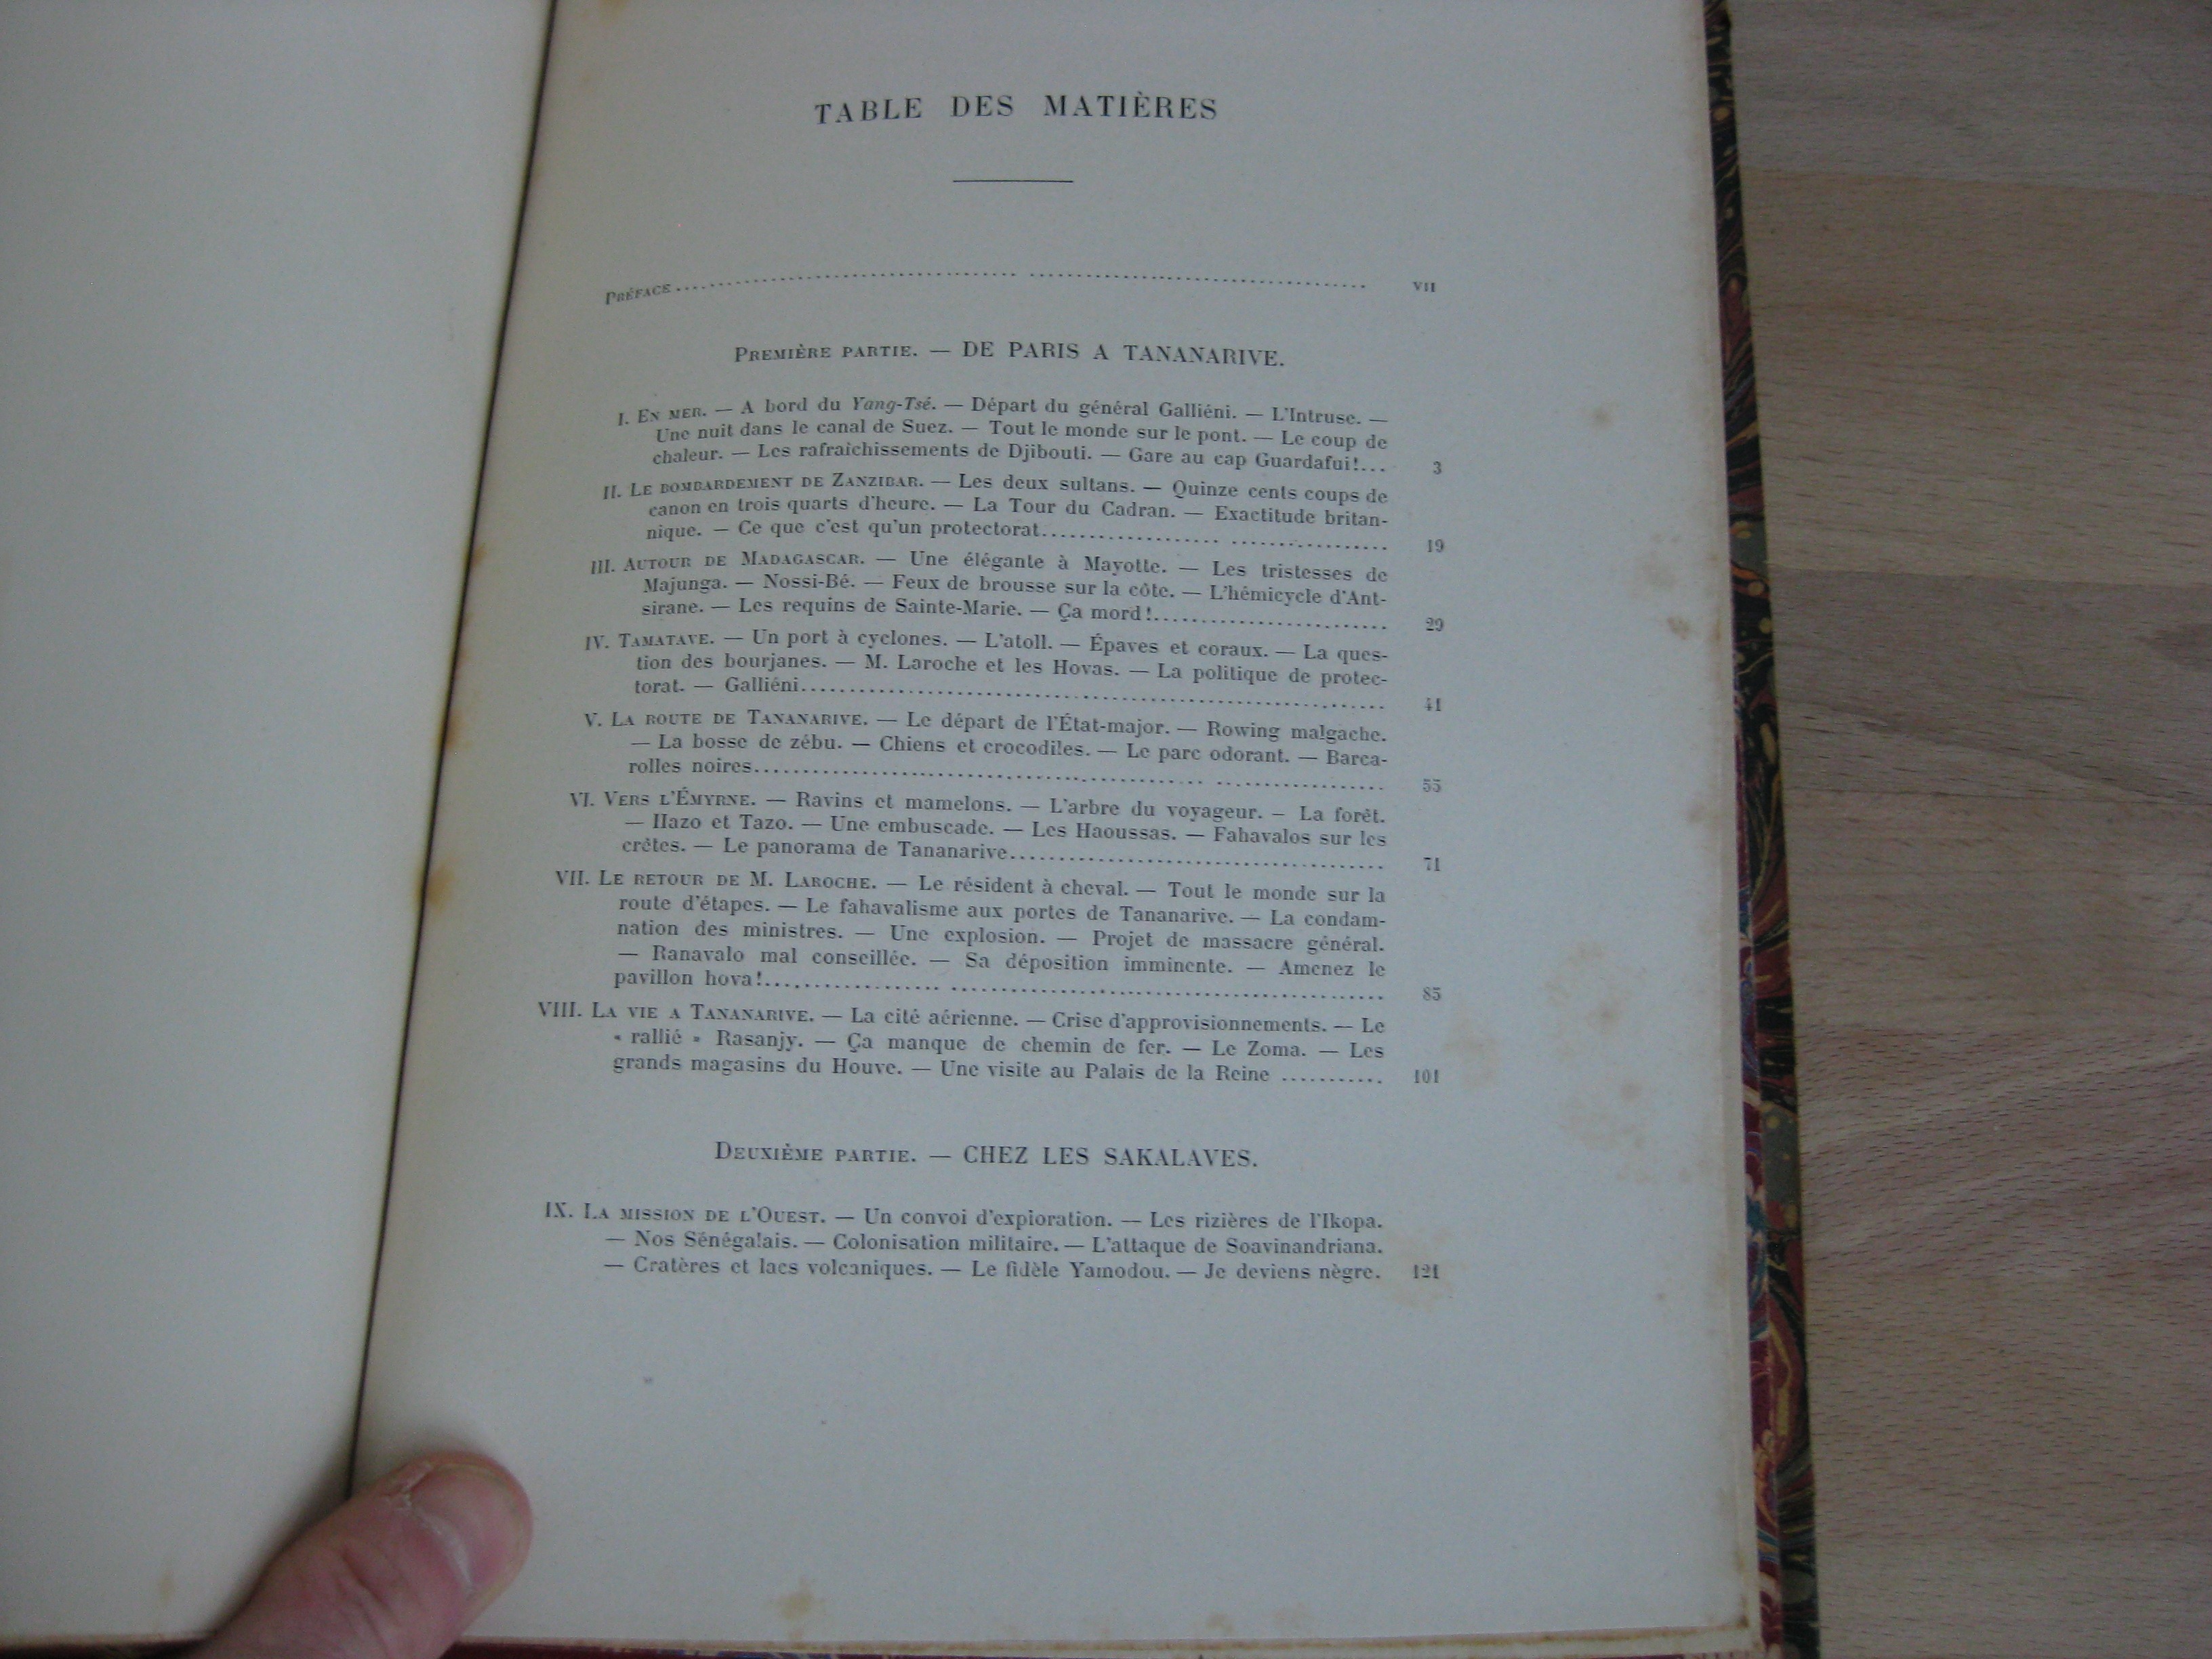 TABLE DES MATIÈRES
PRÉFACE ........ VII
PREMIÈRE PARTIE. — DE PARIS A TANANARIVE.
I. EN MER. — A bord du Yang-Tsé. — Départ du général Galliéni. — L'Intruse. —
Une nuit dans le canal de Suez. — Tout le monde sur le pont. — Le coup de
chaleur. — Les rafraîchissements de Djibouti. — Gare au cap Guardafui!... 3
II. LE BOMBARDEMENT DE ZANZIBAR. — Les deux sultans. — Quinze cents coups de
canon en trois quarts d'heure. — La Tour du Cadran. — Exactitude britan-
nique. — Ce que c'est qu'un protectorat........ 19
III. AUTOUR DE MADAGASCAR. — Une élégante à Mayotte. — Les tristesses de
Majunga. — Nossi-Bé. — Feux de brousse sur la côte. — L'hémicycle d'Ant-
sirane. — Les requins de Sainte-Marie. — Ça mord!........ 29
IV. TAMATAVE. — Un port à cyclones. — L'atoll. — Épaves et coraux. — La ques-
tion des bourjanes. — M. Laroche et les Hovas. — La politique de protec-
torat. — Galliéni........ 41
V. LA ROUTE DE TANANARIVE. — Le départ de l'État-major. — Rowing malgache.
— La bosse de zébu. — Chiens et crocodiles. — Le parc odorant. — Barca-
rolles noires........ 55
VI. VERS L'ÉMYRNE. — Ravins et mamelons. — L'arbre du voyageur. — La forêt.
— Hazo et Tazo. — Une embuscade. — Les Haoussas. — Fahavalos sur les
crêtes. — Le panorama de Tananarive........ 71
VII. LE RETOUR DE M. LAROCHE. — Le résident à cheval. — Tout le monde sur la
route d'étapes. — Le fahavalisme aux portes de Tananarive. — La condam-
nation des ministres. — Une explosion. — Projet de massacre général.
— Ranavalo mal conseillée. — Sa déposition imminente. — Amenez le
pavillon hova!........ 85
VIII. LA VIE A TANANARIVE. — La cité aérienne. — Crise d'approvisionnements. — Le
« rallié » Rasanjy. — Ça manque de chemin de fer. — Le Zoma. — Les
grands magasins du Houve. — Une visite au Palais de la Reine ........ 101
DEUXIÈME PARTIE. — CHEZ LES SAKALAVES.
IX. LA MISSION DE L'OUEST. — Un convoi d'exploration. — Les rizières de l'Ikopa.
— Nos Sénégalais. — Colonisation militaire. — L'attaque de Soavinandriana.
— Cratères et lacs volcaniques. — Le fidèle Yamodou. — Je deviens nègre. 121